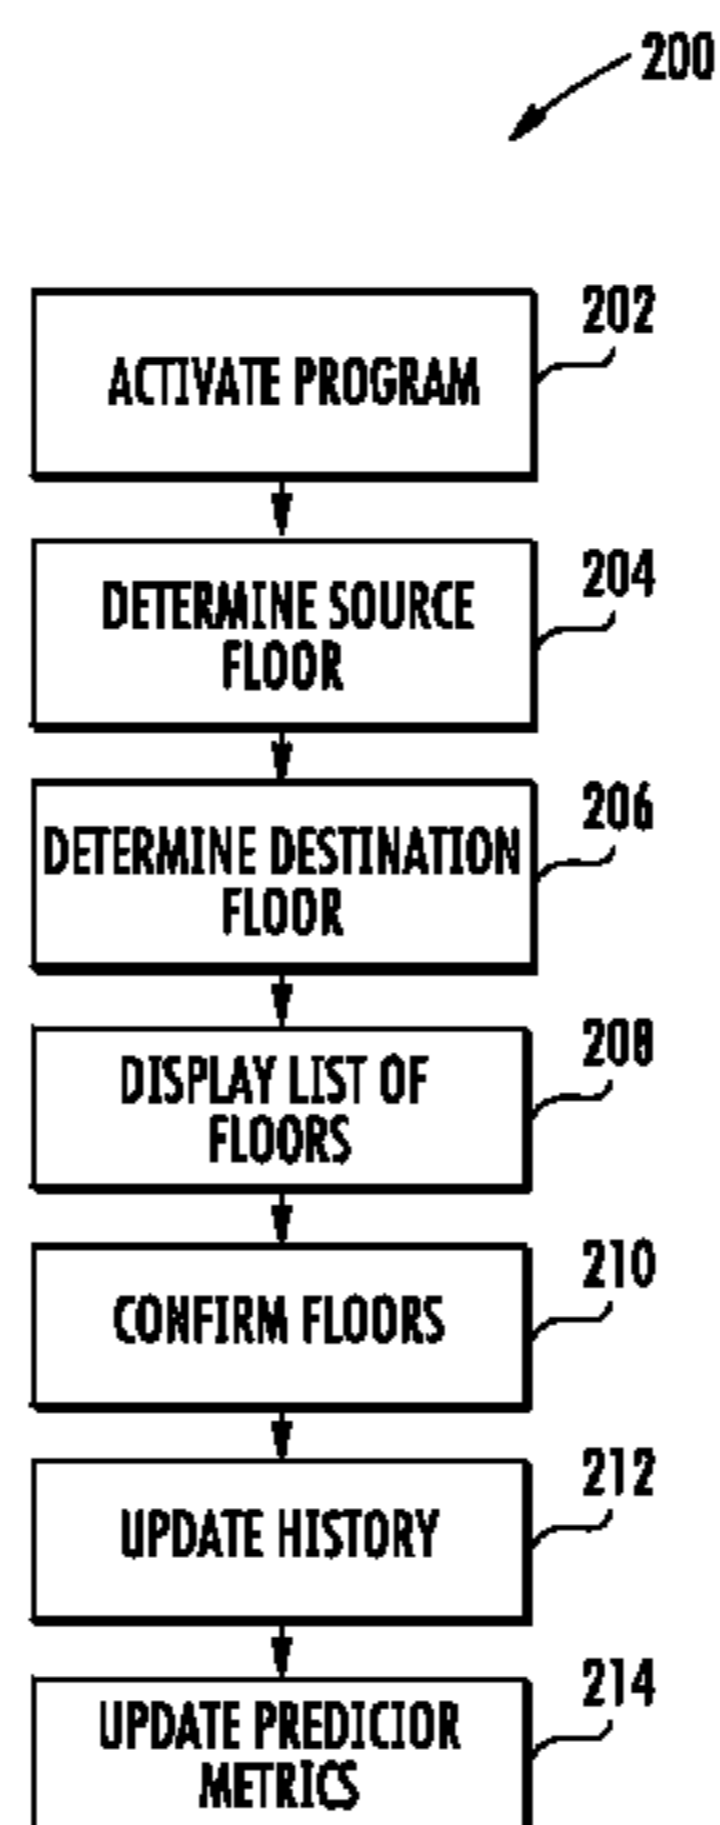 200
202
ACTIVATE PROGRAM
204
DETERMINE SOURCE
FLOOR
206
DETERMINE DESTINATION
FLOOR
208
DISPLAY LIST OF
FLOORS
210
CONFIRM FLOORS
212
UPDATE HISTORY
214
UPDATE PREDICIOR
METRICS